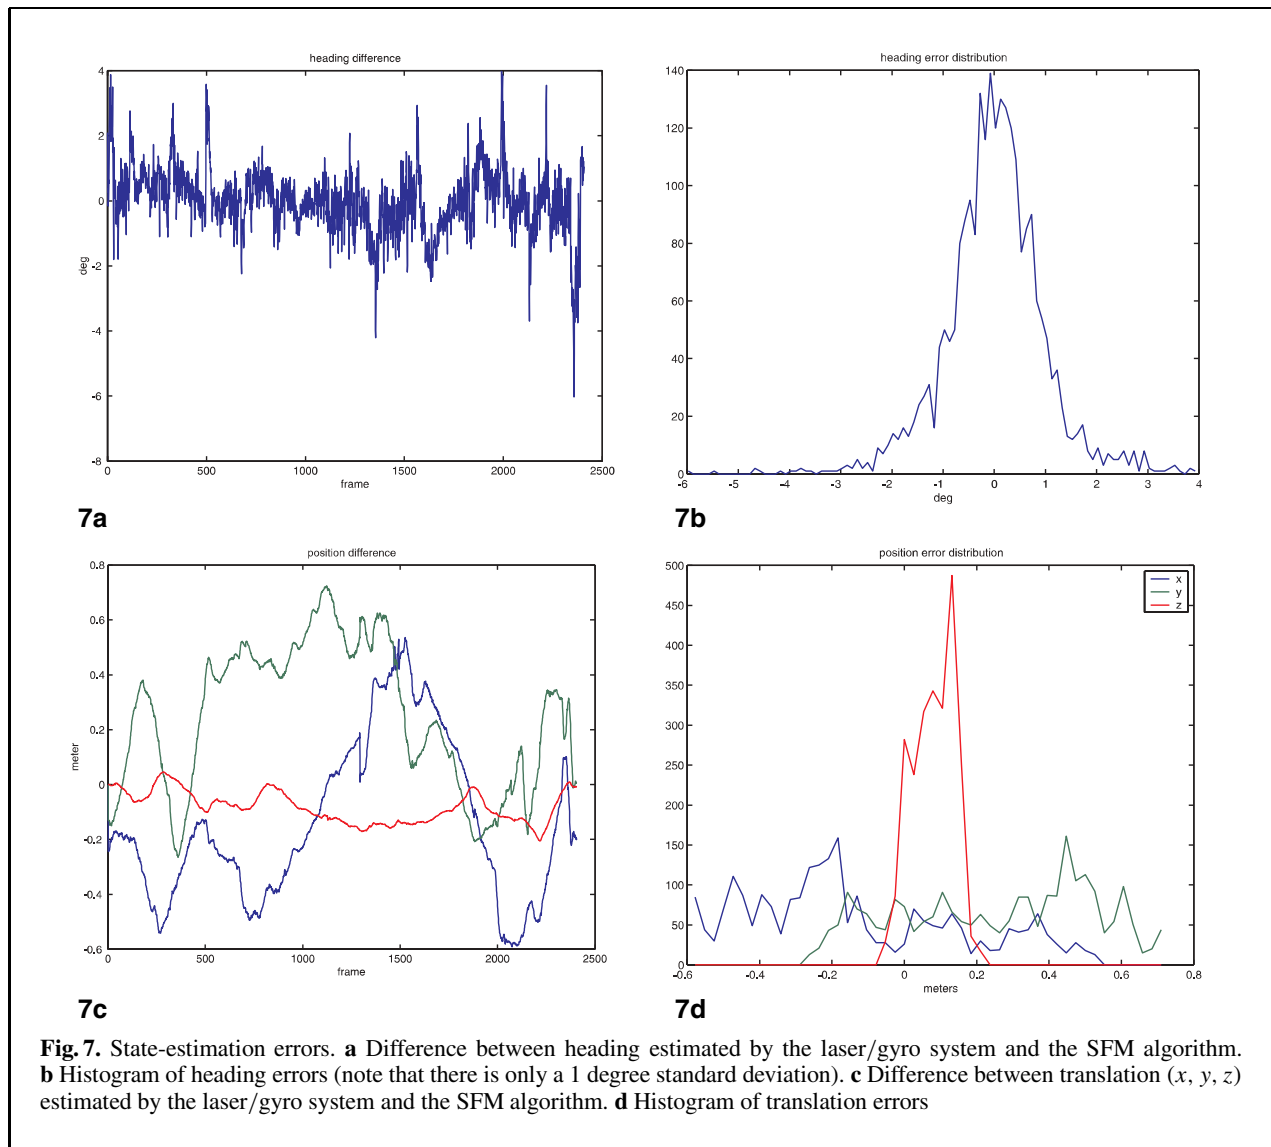 heading difference
4
2
0
-2
-4
-6
-8
deg
0 500 1000 1500 2000 2500
frame
7a
heading error distribution
140
120
100
80
60
40
20
0
-6 -5 -4 -3 -2 -1 0 1 2 3 4
deg
7b
position difference
0.8
0.6
0.4
0.2
0
-0.2
-0.4
-0.6
meter
0 500 1000 1500 2000 2500
frame
7c
position error distribution
500
450
400
350
300
250
200
150
100
50
0
x
y
z
-0.6 -0.4 -0.2 0 0.2 0.4 0.6 0.8
meters
7d
Fig. 7. State-estimation errors. a Difference between heading estimated by the laser/gyro system and the SFM algorithm.
b Histogram of heading errors (note that there is only a 1 degree standard deviation). c Difference between translation (x, y, z)
estimated by the laser/gyro system and the SFM algorithm. d Histogram of translation errors